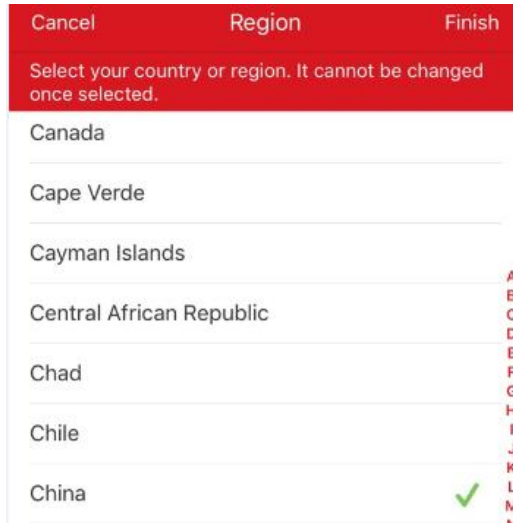 Cancel Region Finish
Select your country or region. It cannot be changed
once selected.
Canada
Cape Verde
Cayman Islands
Central African Republic
Chad
Chile
China
A
B
C
D
E
F
G
H
I
J
K
L
M